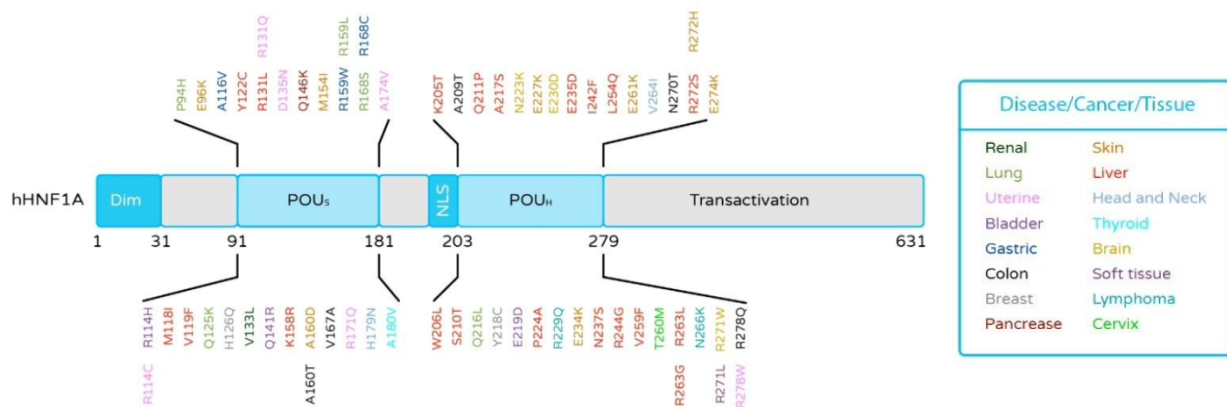 R131Q R159L R168C R272H
P94H E96K A116V Y122C R131L D135N Q146K M154I R159W R168S A174V K205T A209T Q211P A217S N223K E227K E230D E235D I242F L254Q E261K V264I N270T R272S E274K
hHNF1A Dim POUS NLS POUH Transactivation
1 31 91 181 203 279 631
R114H M118I V119F Q125K H126Q V133L Q141R K158R A160D V167A R171Q H179N A180V W206L S210T Q216L Y218C E219D P224A R229Q E234K N237S R244G V259F T260M R263L N266K R271W R278Q
R114C A160T R263G R271L R278W
Disease/Cancer/Tissue
Renal Skin
Lung Liver
Uterine Head and Neck
Bladder Thyroid
Gastric Brain
Colon Soft tissue
Breast Lymphoma
Pancrease Cervix